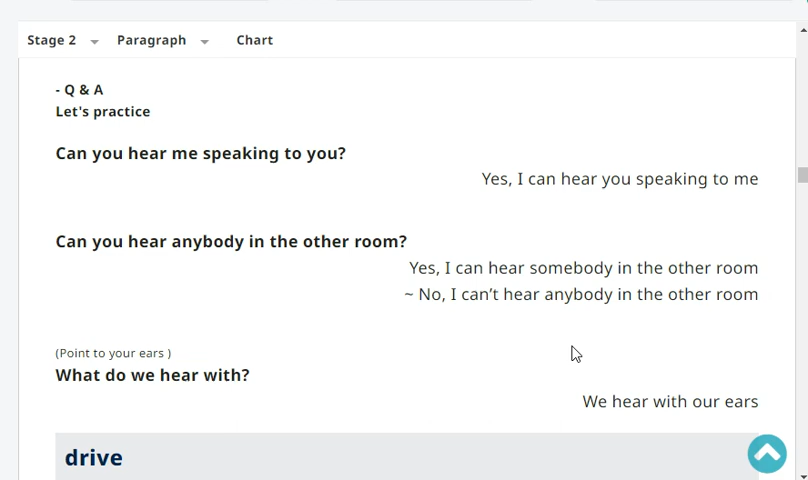 Stage 2 Paragraph Chart
- Q & A
Let's practice
Can you hear me speaking to you?
Yes, I can hear you speaking to me
Can you hear anybody in the other room?
Yes, I can hear somebody in the other room
~ No, I can’t hear anybody in the other room
(Point to your ears )
What do we hear with?
We hear with our ears
drive